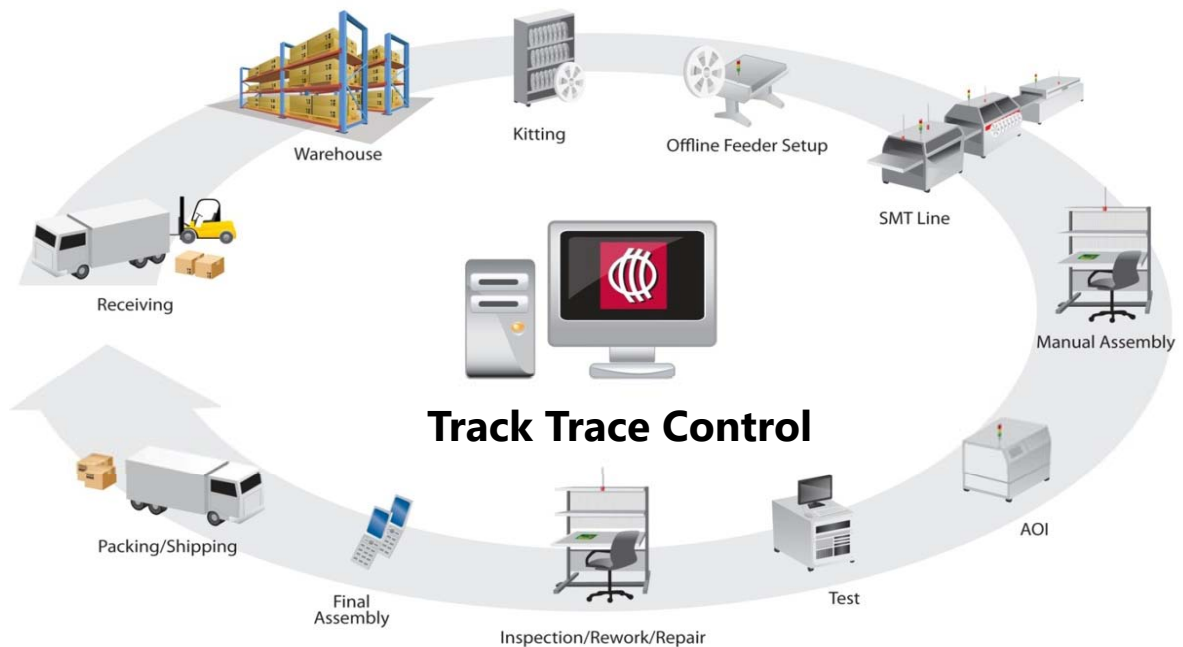 Warehouse
Kitting
Offline Feeder Setup
SMT Line
Receiving
Manual Assembly
Track Trace Control
AOI
Packing/Shipping
Test
Final
Assembly
Inspection/Rework/Repair